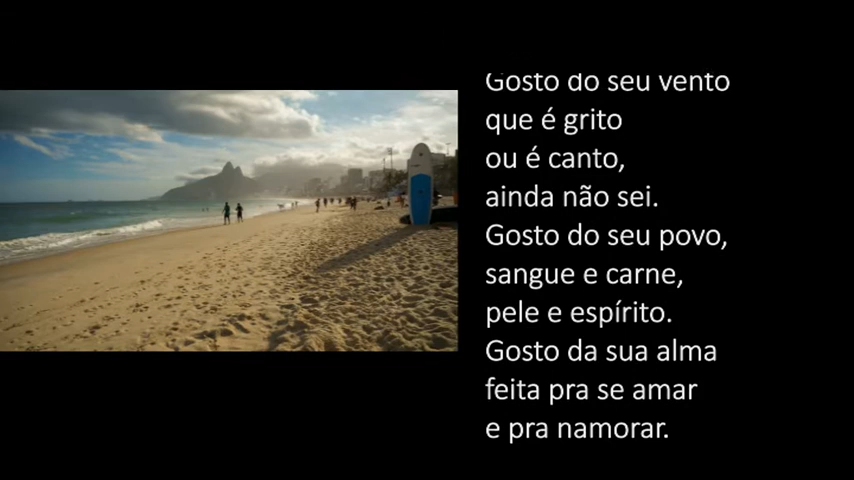 Gosto do seu vento
que é grito
ou é canto,
ainda não sei.
Gosto do seu povo,
sangue e carne,
pele e espírito.
Gosto da sua alma
feita pra se amar
e pra namorar.